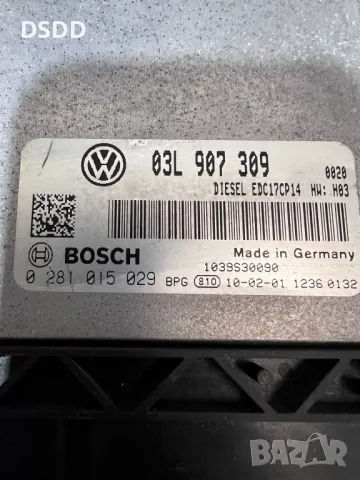 DSDD
03L 907 309 0020
DIESEL EDC17CP14 HW: H03
BOSCH
Made in Germany
1039S30090
0 281 015 029 BPG 810 10-02-01 1236 0132
BAZAR